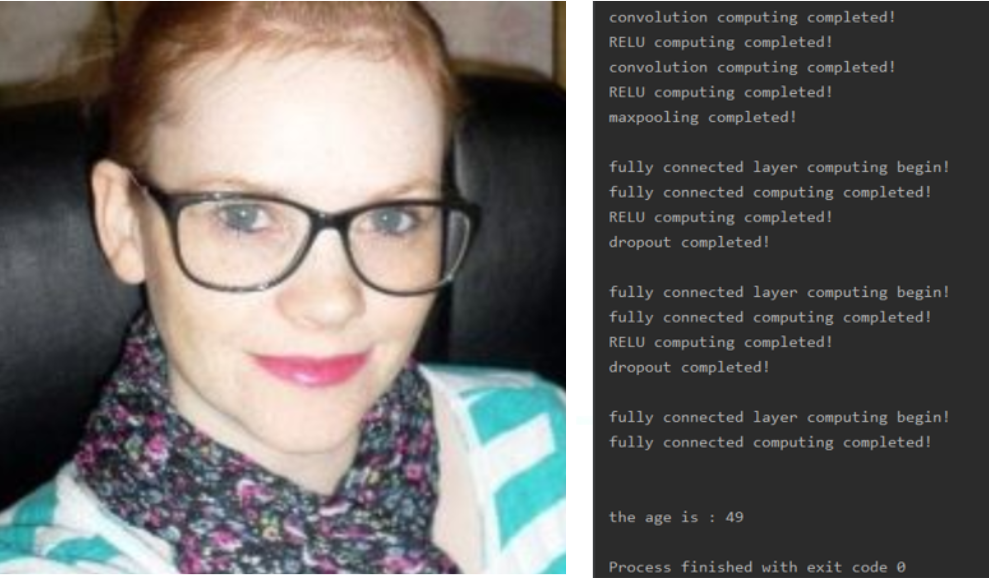 convolution computing completed!
RELU computing completed!
convolution computing completed!
RELU computing completed!
maxpooling completed!
fully connected layer computing begin!
fully connected computing completed!
RELU computing completed!
dropout completed!
fully connected layer computing begin!
fully connected computing completed!
RELU computing completed!
dropout completed!
fully connected layer computing begin!
fully connected computing completed!
the age is : 49
Process finished with exit code 0